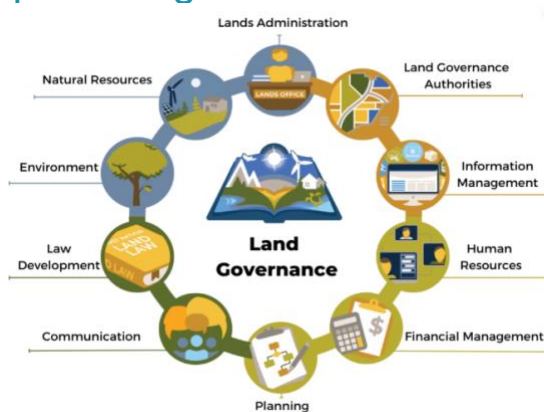 Lands Administration
Natural Resources
Land Governance
Authorities
LANDS OFFICE
Environment
Information
Management
Land
Governance
Law
Development
LAND
LAW
LAW
Human
Resources
Communication
Financial Management
Planning